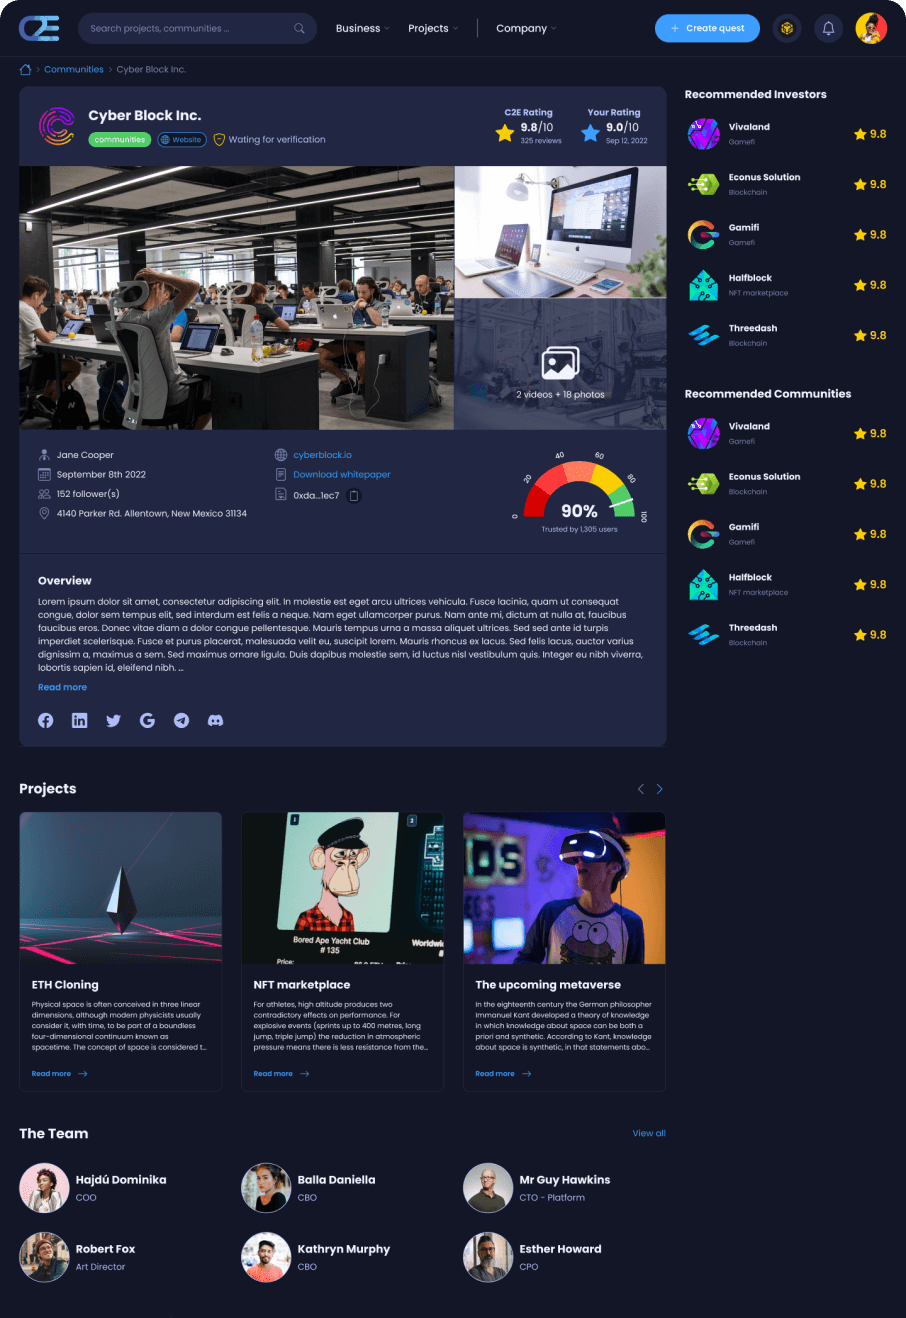 C2E
Search projects, communities ...
Business
Projects
Company
+ Create quest
Communities
Cyber Block Inc.
Cyber Block Inc.
communities
Website
Wating for verification
C2E Rating
9.8/10
325 reviews
Your Rating
9.0/10
Sep 12, 2022
2 videos + 18 photos
Jane Cooper
September 8th 2022
152 follower(s)
4140 Parker Rd. Allentown, New Mexico 31134
cyberblock.io
Download whitepaper
0xda...1ec7
0
20
40
60
80
100
90%
Trusted by 1,305 users
Overview
Lorem ipsum dolor sit amet, consectetur adipiscing elit. In molestie est eget arcu ultrices vehicula. Fusce lacinia, quam ut consequat
congue, dolor sem tempus elit, sed interdum est felis a neque. Nam eget ullamcorper purus. Nam ante mi, dictum at nulla at, faucibus
faucibus eros. Donec vitae diam a dolor congue pellentesque. Mauris tempus urna a massa aliquet ultrices. Sed sed ante id turpis
imperdiet scelerisque. Fusce et purus placerat, malesuada velit eu, suscipit lorem. Mauris rhoncus ex lacus. Sed felis lacus, auctor varius
dignissim a, maximus a sem. Sed maximus ornare ligula. Duis dapibus molestie sem, id luctus nisl vestibulum quis. Integer eu nibh viverra,
lobortis sapien id, eleifend nibh. ...
Read more
Recommended Investors
Vivaland
Gamefi
9.8
Econus Solution
Blockchain
9.8
Gamifi
Gamefi
9.8
Halfblock
NFT marketplace
9.8
Threedash
Blockchain
9.8
Recommended Communities
Vivaland
Gamefi
9.8
Econus Solution
Blockchain
9.8
Gamifi
Gamefi
9.8
Halfblock
NFT marketplace
9.8
Threedash
Blockchain
9.8
Projects
1
2
Bored Ape Yacht Club
# 135
Price:
Worldwi
ETH Cloning
Physical space is often conceived in three linear
dimensions, although modern physicists usually
consider it, with time, to be part of a boundless
four-dimensional continuum known as
spacetime. The concept of space is considered t...
Read more
NFT marketplace
For athletes, high altitude produces two
contradictory effects on performance. For
explosive events (sprints up to 400 metres, long
jump, triple jump) the reduction in atmospheric
pressure means there is less resistance from the...
Read more
The upcoming metaverse
In the eighteenth century the German philosopher
Immanuel Kant developed a theory of knowledge
in which knowledge about space can be both a
priori and synthetic. According to Kant, knowledge
about space is synthetic, in that statements abo...
Read more
The Team
View all
Hajdú Dominika
COO
Balla Daniella
CBO
Mr Guy Hawkins
CTO - Platform
Robert Fox
Art Director
Kathryn Murphy
CBO
Esther Howard
CPO